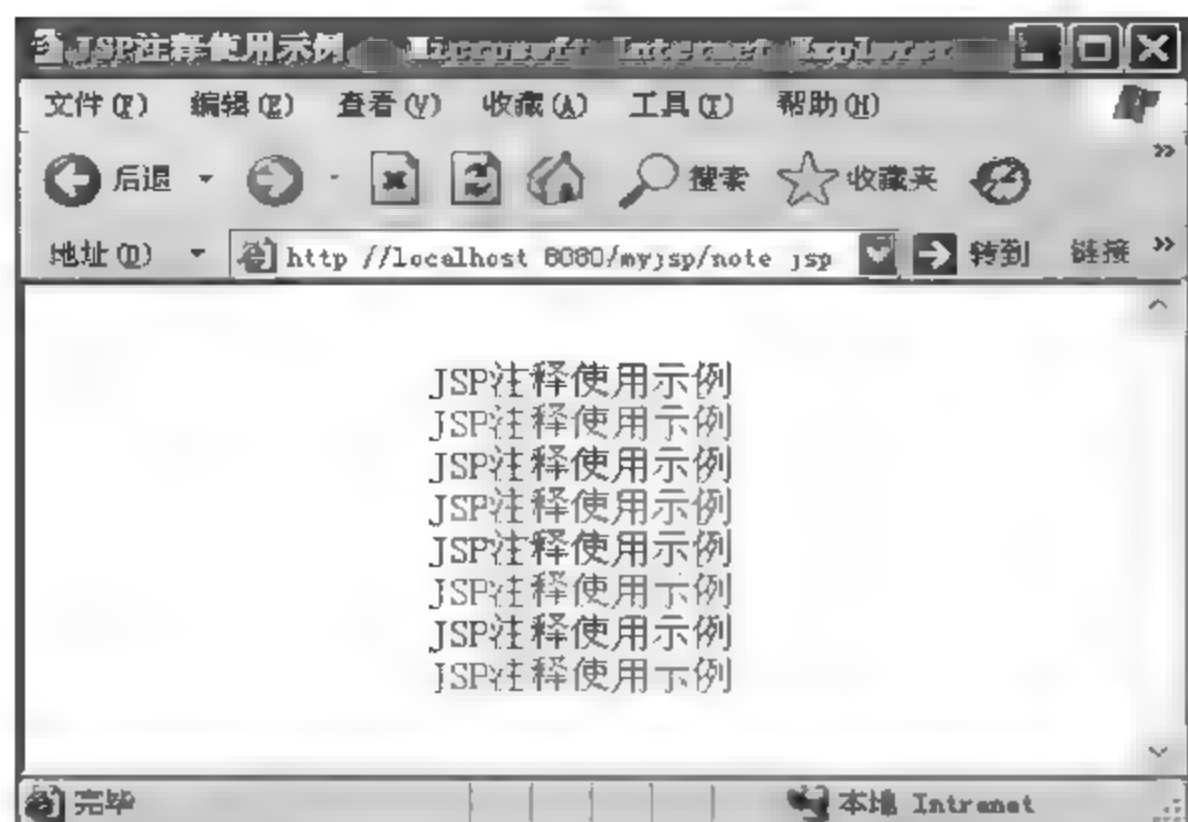 JSP注释使用示例 - Microsoft Internet Explorer
文件(F) 编辑(E) 查看(V) 收藏(A) 工具(T) 帮助(H)
后退 搜索 收藏夹
地址(D) http //localhost 8080/myjsp/note jsp 转到 链接
JSP注释使用示例
JSP注释使用示例
JSP注释使用示例
JSP注释使用示例
JSP注释使用示例
JSP注释使用示例
JSP注释使用示例
JSP注释使用示例
完毕 本地 Intranet